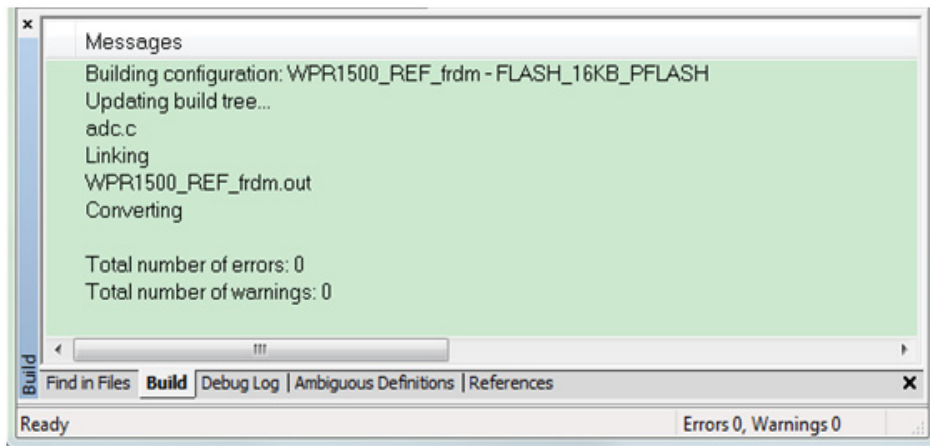 Messages
Building configuration: WPR1500_REF_frdm - FLASH_16KB_PFLASH
Updating build tree...
adc.c
Linking
WPR1500_REF_frdm.out
Converting
Total number of errors: 0
Total number of warnings: 0
Build
Find in Files Build Debug Log | Ambiguous Definitions | References
Ready Errors 0, Warnings 0